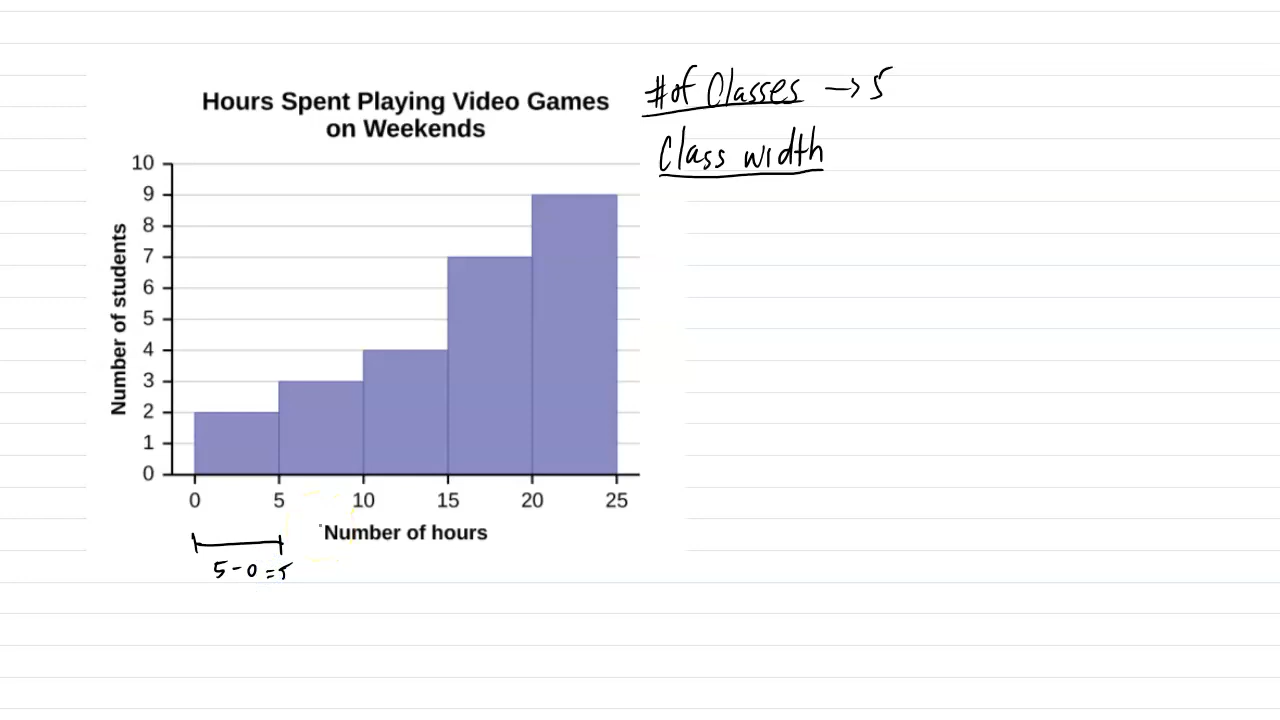 Hours Spent Playing Video Games
on Weekends
#of Classes → 5
Class width
10
9
8
7
6
5
4
3
2
1
0
Number of students
0 5 10 15 20 25
Number of hours
5-0=5